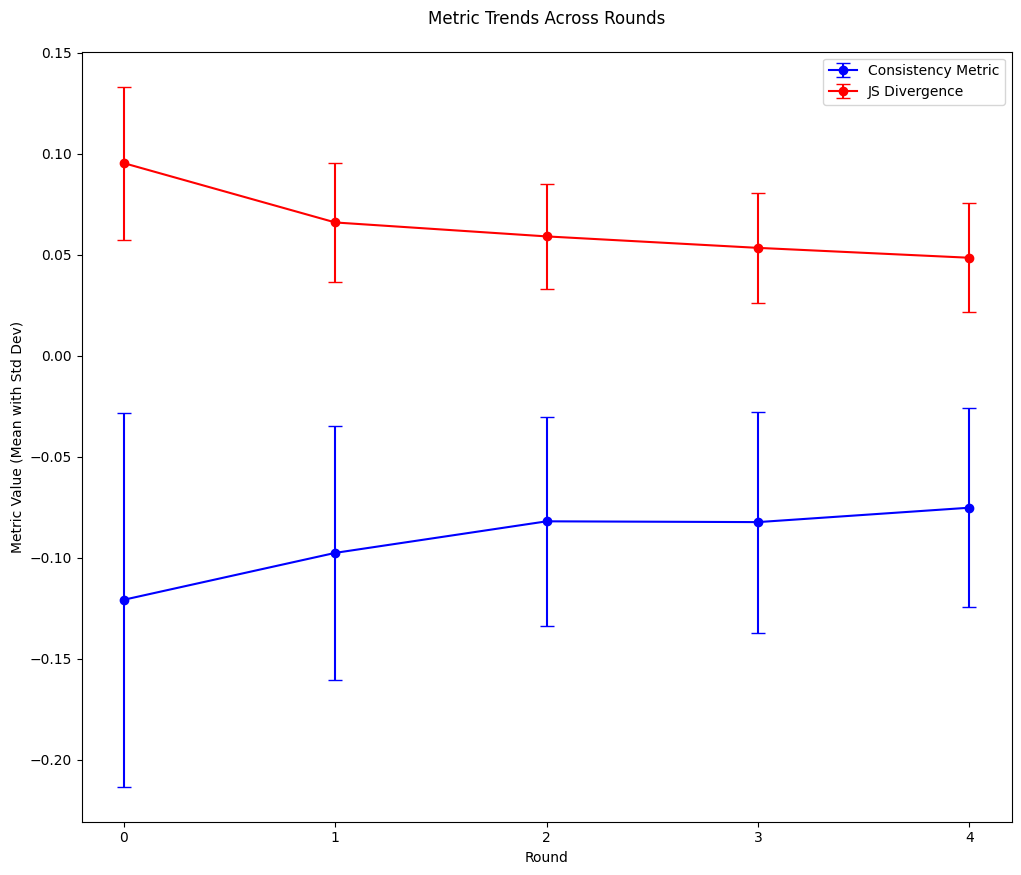 Metric Trends Across Rounds
Consistency Metric
JS Divergence
Metric Value (Mean with Std Dev)
0.15
0.10
0.05
0.00
−0.05
−0.10
−0.15
−0.20
0 1 2 3 4
Round